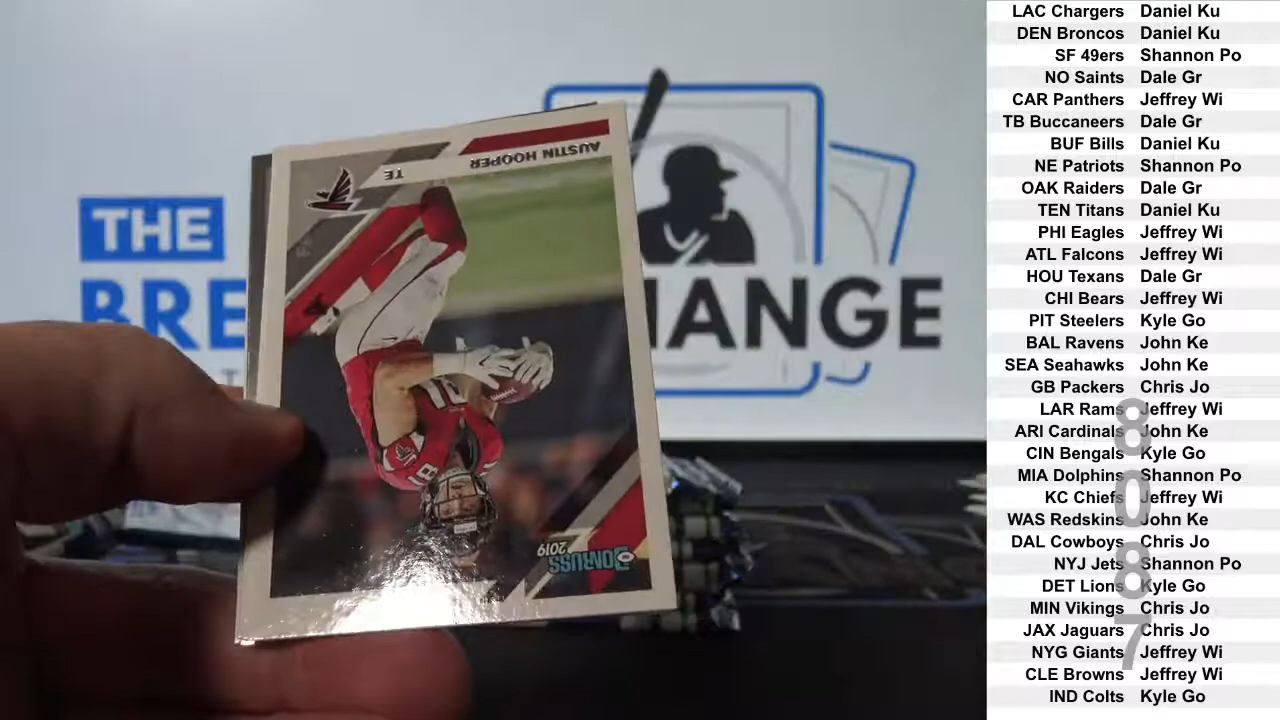 THE
BRE
HANGE
AUSTIN HOOPER
TE
81
2019
DONRUSS
LAC Chargers Daniel Ku
DEN Broncos Daniel Ku
SF 49ers Shannon Po
NO Saints Dale Gr
CAR Panthers Jeffrey Wi
TB Buccaneers Dale Gr
BUF Bills Daniel Ku
NE Patriots Shannon Po
OAK Raiders Dale Gr
TEN Titans Daniel Ku
PHI Eagles Jeffrey Wi
ATL Falcons Jeffrey Wi
HOU Texans Dale Gr
CHI Bears Jeffrey Wi
PIT Steelers Kyle Go
BAL Ravens John Ke
SEA Seahawks John Ke
GB Packers Chris Jo
LAR Rams Jeffrey Wi
ARI Cardinals John Ke
CIN Bengals Kyle Go
MIA Dolphins Shannon Po
KC Chiefs Jeffrey Wi
WAS Redskins John Ke
DAL Cowboys Chris Jo
NYJ Jets Shannon Po
DET Lions Kyle Go
MIN Vikings Chris Jo
JAX Jaguars Chris Jo
NYG Giants Jeffrey Wi
CLE Browns Jeffrey Wi
IND Colts Kyle Go
8087